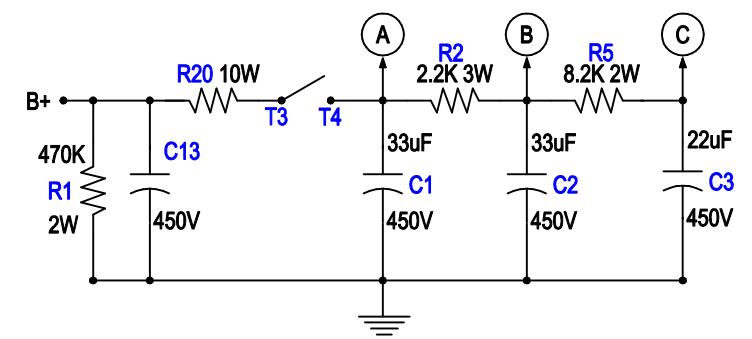 A
B
C
R20 10W
R2
2.2K 3W
R5
8.2K 2W
B+
T3
T4
470K
R1
2W
C13
450V
33uF
C1
450V
33uF
C2
450V
22uF
C3
450V